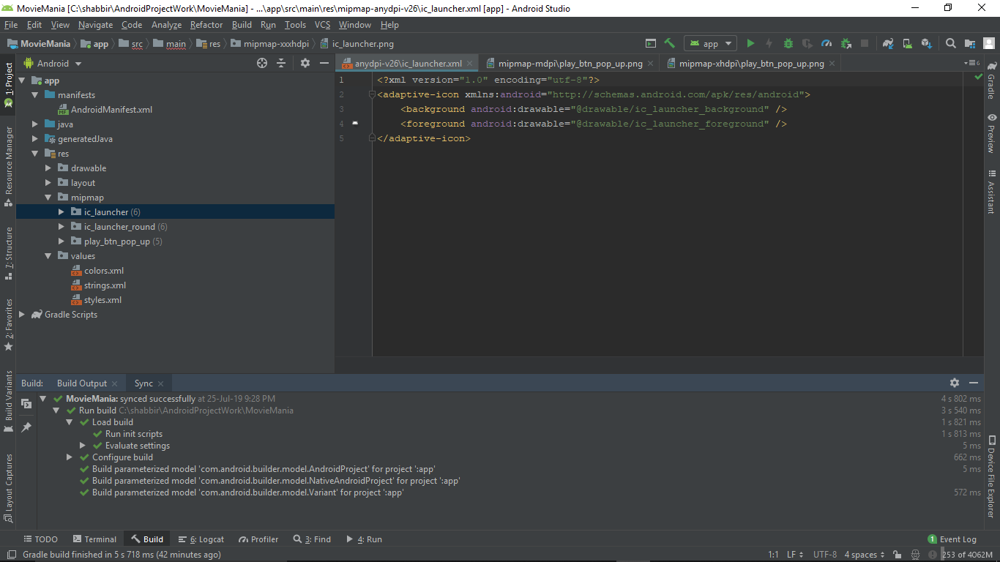 MovieMania [C:\shabbir\AndroidProjectWork\MovieMania] - ...\app\src\main\res\mipmap-anydpi-v26\ic_launcher.xml [app] - Android Studio
File Edit View Navigate Code Analyze Refactor Build Run Tools VCS Window Help
MovieMania app src main res mipmap-xxxhdpi ic_launcher.png app
1: Project
Resource Manager
7: Structure
2: Favorites
Build Variants
Layout Captures
Android
app
manifests
AndroidManifest.xml
java
generatedJava
res
drawable
layout
mipmap
ic_launcher (6)
ic_launcher_round (6)
play_btn_pop_up (5)
values
colors.xml
strings.xml
styles.xml
Gradle Scripts
anydpi-v26\ic_launcher.xml mipmap-mdpi\play_btn_pop_up.png mipmap-xhdpi\play_btn_pop_up.png 6
1 <?xml version="1.0" encoding="utf-8"?>
2 <adaptive-icon xmlns:android="http://schemas.android.com/apk/res/android">
3 <background android:drawable="@drawable/ic_launcher_background" />
4 <foreground android:drawable="@drawable/ic_launcher_foreground" />
5 </adaptive-icon>
Gradle
Preview
Assistant
Device File Explorer
Build: Build Output Sync
MovieMania: synced successfully at 25-Jul-19 9:28 PM 4 s 802 ms
Run build C:\shabbir\AndroidProjectWork\MovieMania 3 s 540 ms
Load build 1 s 821 ms
Run init scripts 1 s 813 ms
Evaluate settings 5 ms
Configure build 662 ms
Build parameterized model 'com.android.builder.model.AndroidProject' for project ':app' 5 ms
Build parameterized model 'com.android.builder.model.NativeAndroidProject' for project ':app'
Build parameterized model 'com.android.builder.model.Variant' for project ':app' 572 ms
TODO Terminal Build 6: Logcat Profiler 3: Find 4: Run 1 Event Log
Gradle build finished in 5 s 718 ms (42 minutes ago) 1:1 LF UTF-8 4 spaces 253 of 4062M